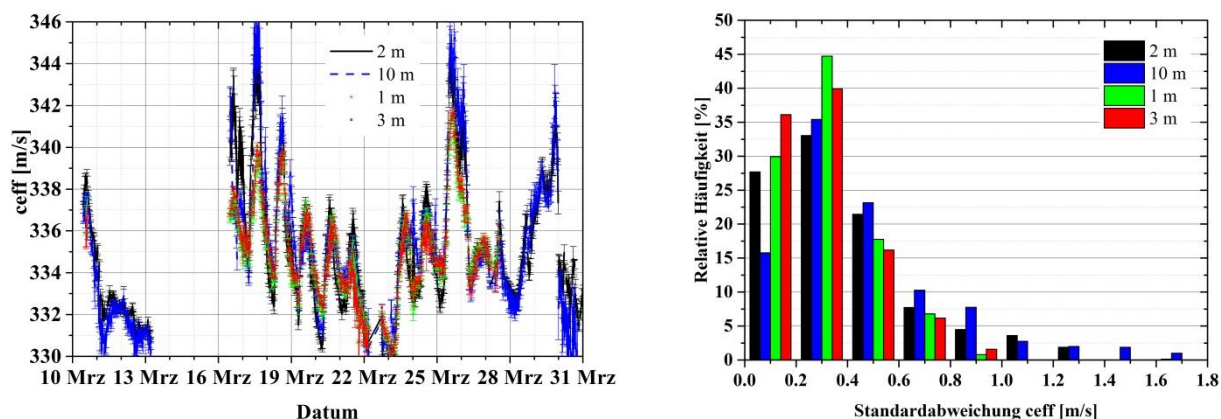 346
344
342
340
338
336
334
332
330
ceff [m/s]
2 m
10 m
1 m
3 m
10 Mrz 13 Mrz 16 Mrz 19 Mrz 22 Mrz 25 Mrz 28 Mrz 31 Mrz
Datum
50
45
40
35
30
25
20
15
10
5
0
Relative Häufigkeit [%]
2 m
10 m
1 m
3 m
0.0 0.2 0.4 0.6 0.8 1.0 1.2 1.4 1.6 1.8
Standardabweichung ceff [m/s]